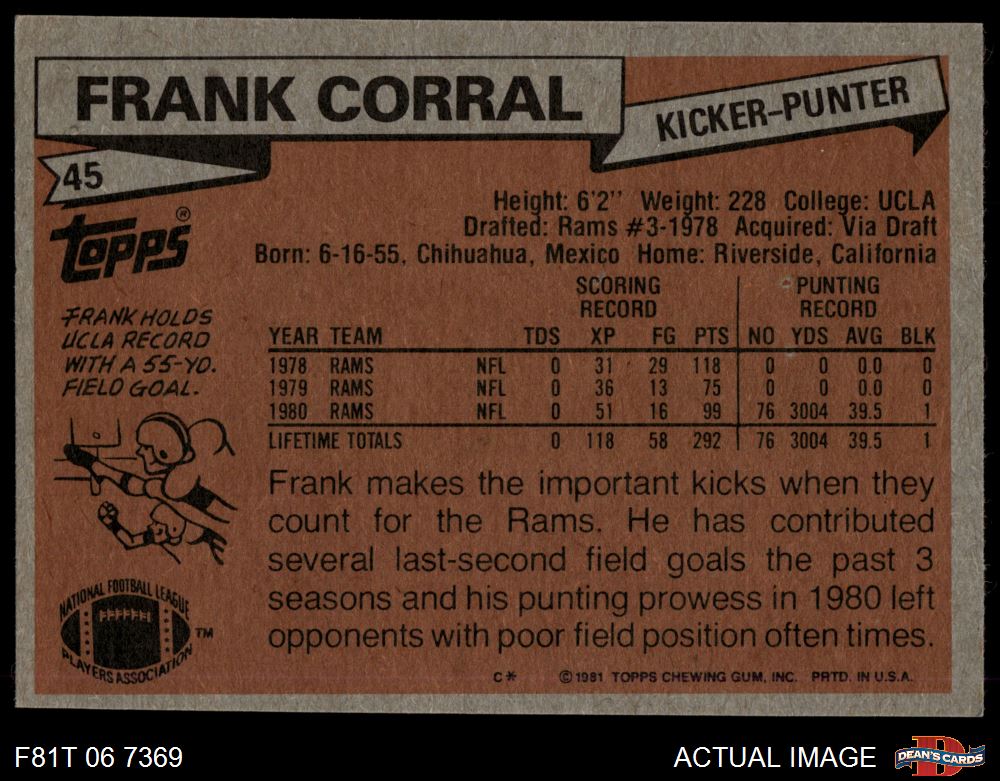 FRANK CORRAL
KICKER-PUNTER
45
TOPPS®
Height: 6'2" Weight: 228 College: UCLA
Drafted: Rams #3-1978 Acquired: Via Draft
Born: 6-16-55, Chihuahua, Mexico Home: Riverside, California
FRANK HOLDS
UCLA RECORD
WITH A 55-YD.
FIELD GOAL.
SCORING RECORD PUNTING RECORD
YEAR TEAM TDS XP FG PTS NO YDS AVG BLK
1978 RAMS NFL 0 31 29 118 0 0 0.0 0
1979 RAMS NFL 0 36 13 75 0 0 0.0 0
1980 RAMS NFL 0 51 16 99 76 3004 39.5 1
LIFETIME TOTALS 0 118 58 292 76 3004 39.5 1
Frank makes the important kicks when they
count for the Rams. He has contributed
several last-second field goals the past 3
seasons and his punting prowess in 1980 left
opponents with poor field position often times.
NATIONAL FOOTBALL LEAGUE
PLAYERS ASSOCIATION
TM
C* ©1981 TOPPS CHEWING GUM, INC. PRTD. IN U.S.A.
F81T 06 7369
ACTUAL IMAGE
D
DEAN'S CARDS